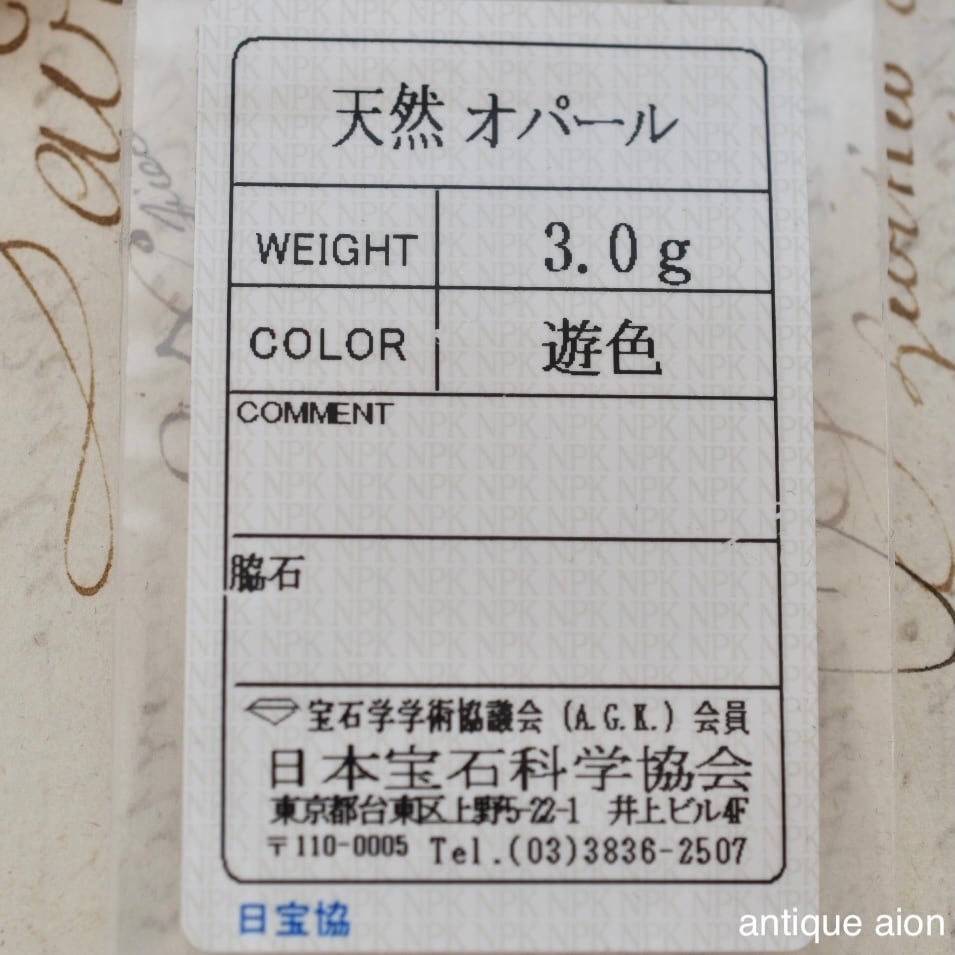 天然 オパール
WEIGHT 3.0 g
COLOR 遊色
COMMENT
脇石
宝石学学術協議会 (A.G.K.) 会員
日本宝石科学協会
東京都台東区上野5-22-1 井上ビル4F
〒110-0005 Tel.(03)3836-2507
日宝協
antique aion